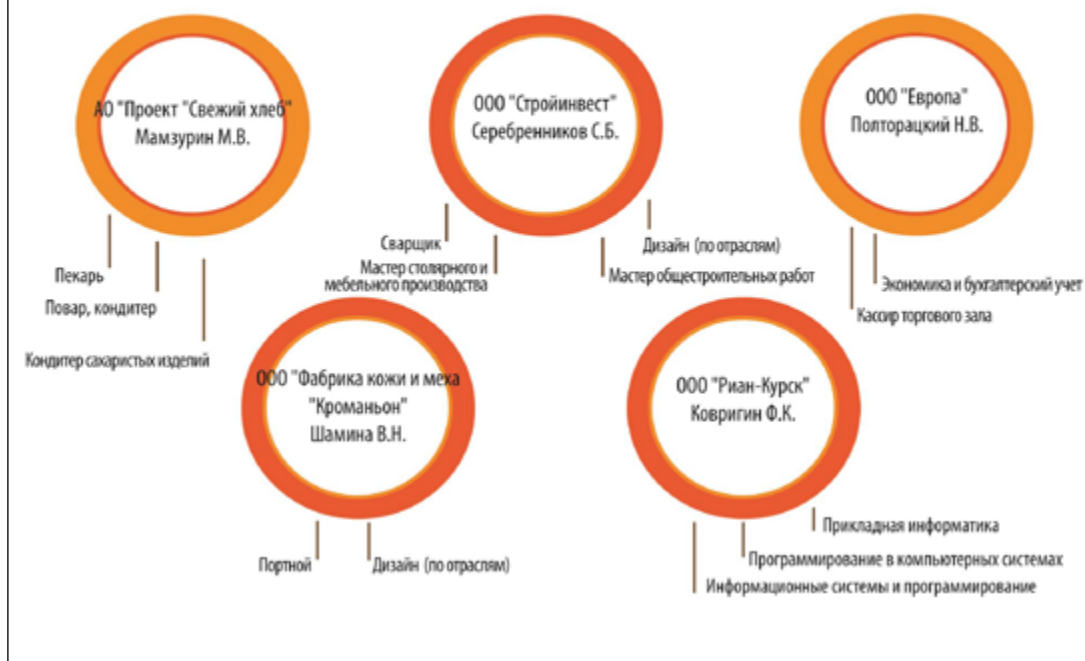 АО "Проект "Свежий хлеб"
Мамзурин М.В.
ООО "Стройинвест"
Серебренников С.Б.
ООО "Европа"
Полторацкий Н.В.
Пекарь
Повар, кондитер
Кондитер сахаристых изделий
Сварщик
Мастер столярного и
мебельного производства
Дизайн (по отраслям)
Мастер общестроительных работ
Экономика и бухгалтерский учет
Кассир торгового зала
ООО "Фабрика кожи и меха
"Кроманьон"
Шамина В.Н.
ООО "Риан-Курск"
Ковригин Ф.К.
Портной
Дизайн (по отраслям)
Прикладная информатика
Программирование в компьютерных системах
Информационные системы и программирование